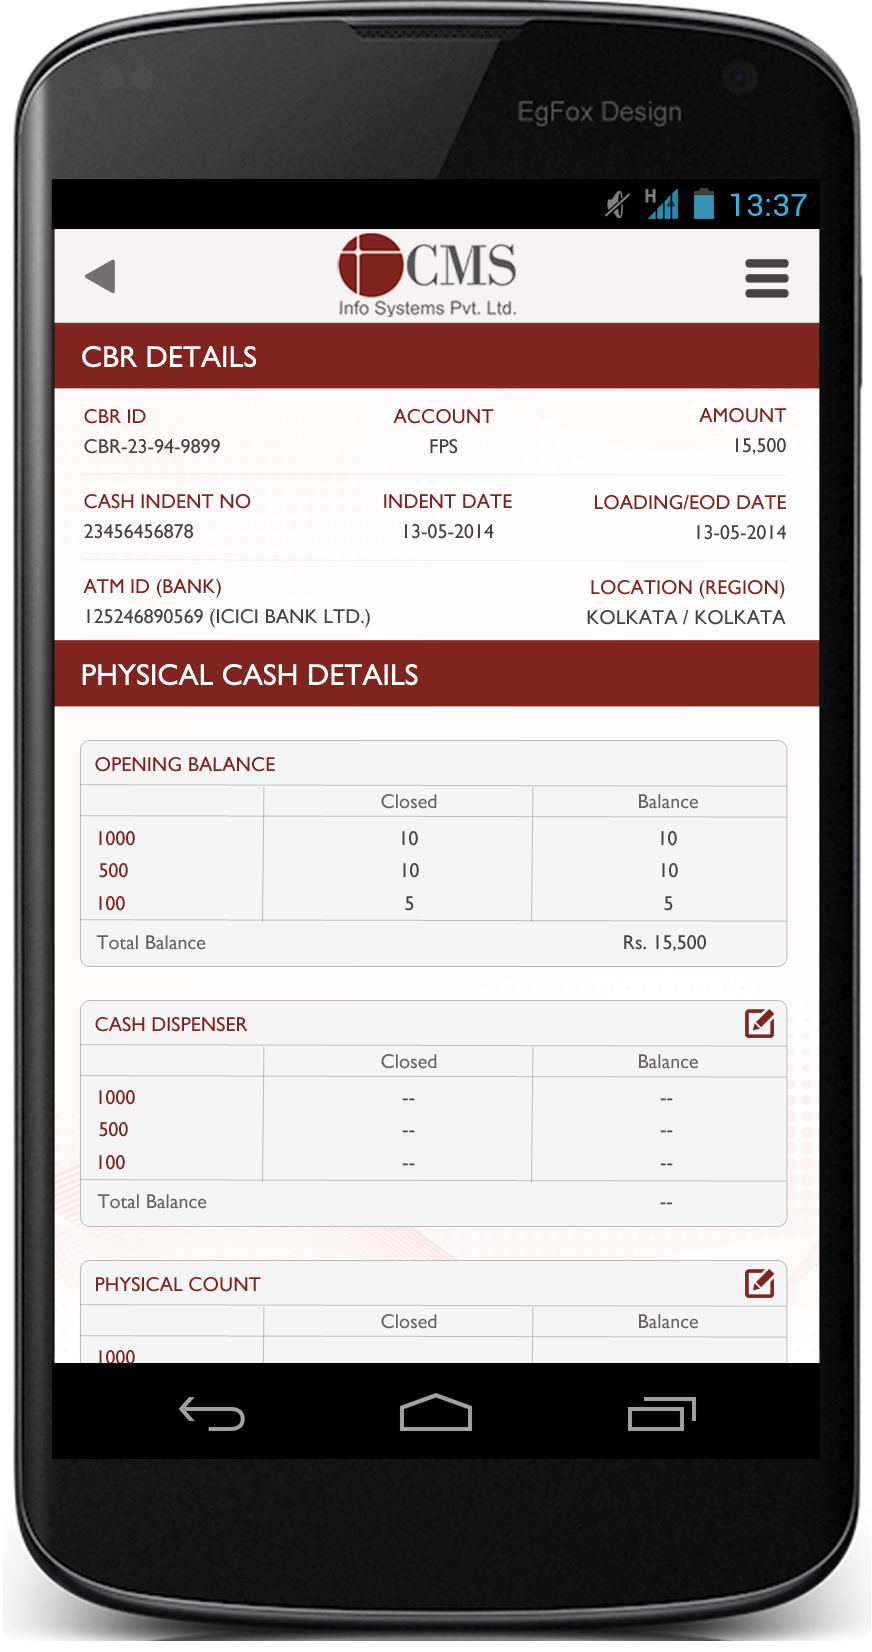 EgFox Design
H 13:37
CMS
Info Systems Pvt. Ltd.
CBR DETAILS
CBR ID ACCOUNT AMOUNT
CBR-23-94-9899 FPS 15,500
CASH INDENT NO INDENT DATE LOADING/EOD DATE
23456456878 13-05-2014 13-05-2014
ATM ID (BANK) LOCATION (REGION)
125246890569 (ICICI BANK LTD.) KOLKATA / KOLKATA
PHYSICAL CASH DETAILS
OPENING BALANCE
Closed Balance
1000 10 10
500 10 10
100 5 5
Total Balance Rs. 15,500
CASH DISPENSER
Closed Balance
1000 -- --
500 -- --
100 -- --
Total Balance --
PHYSICAL COUNT
Closed Balance
1000